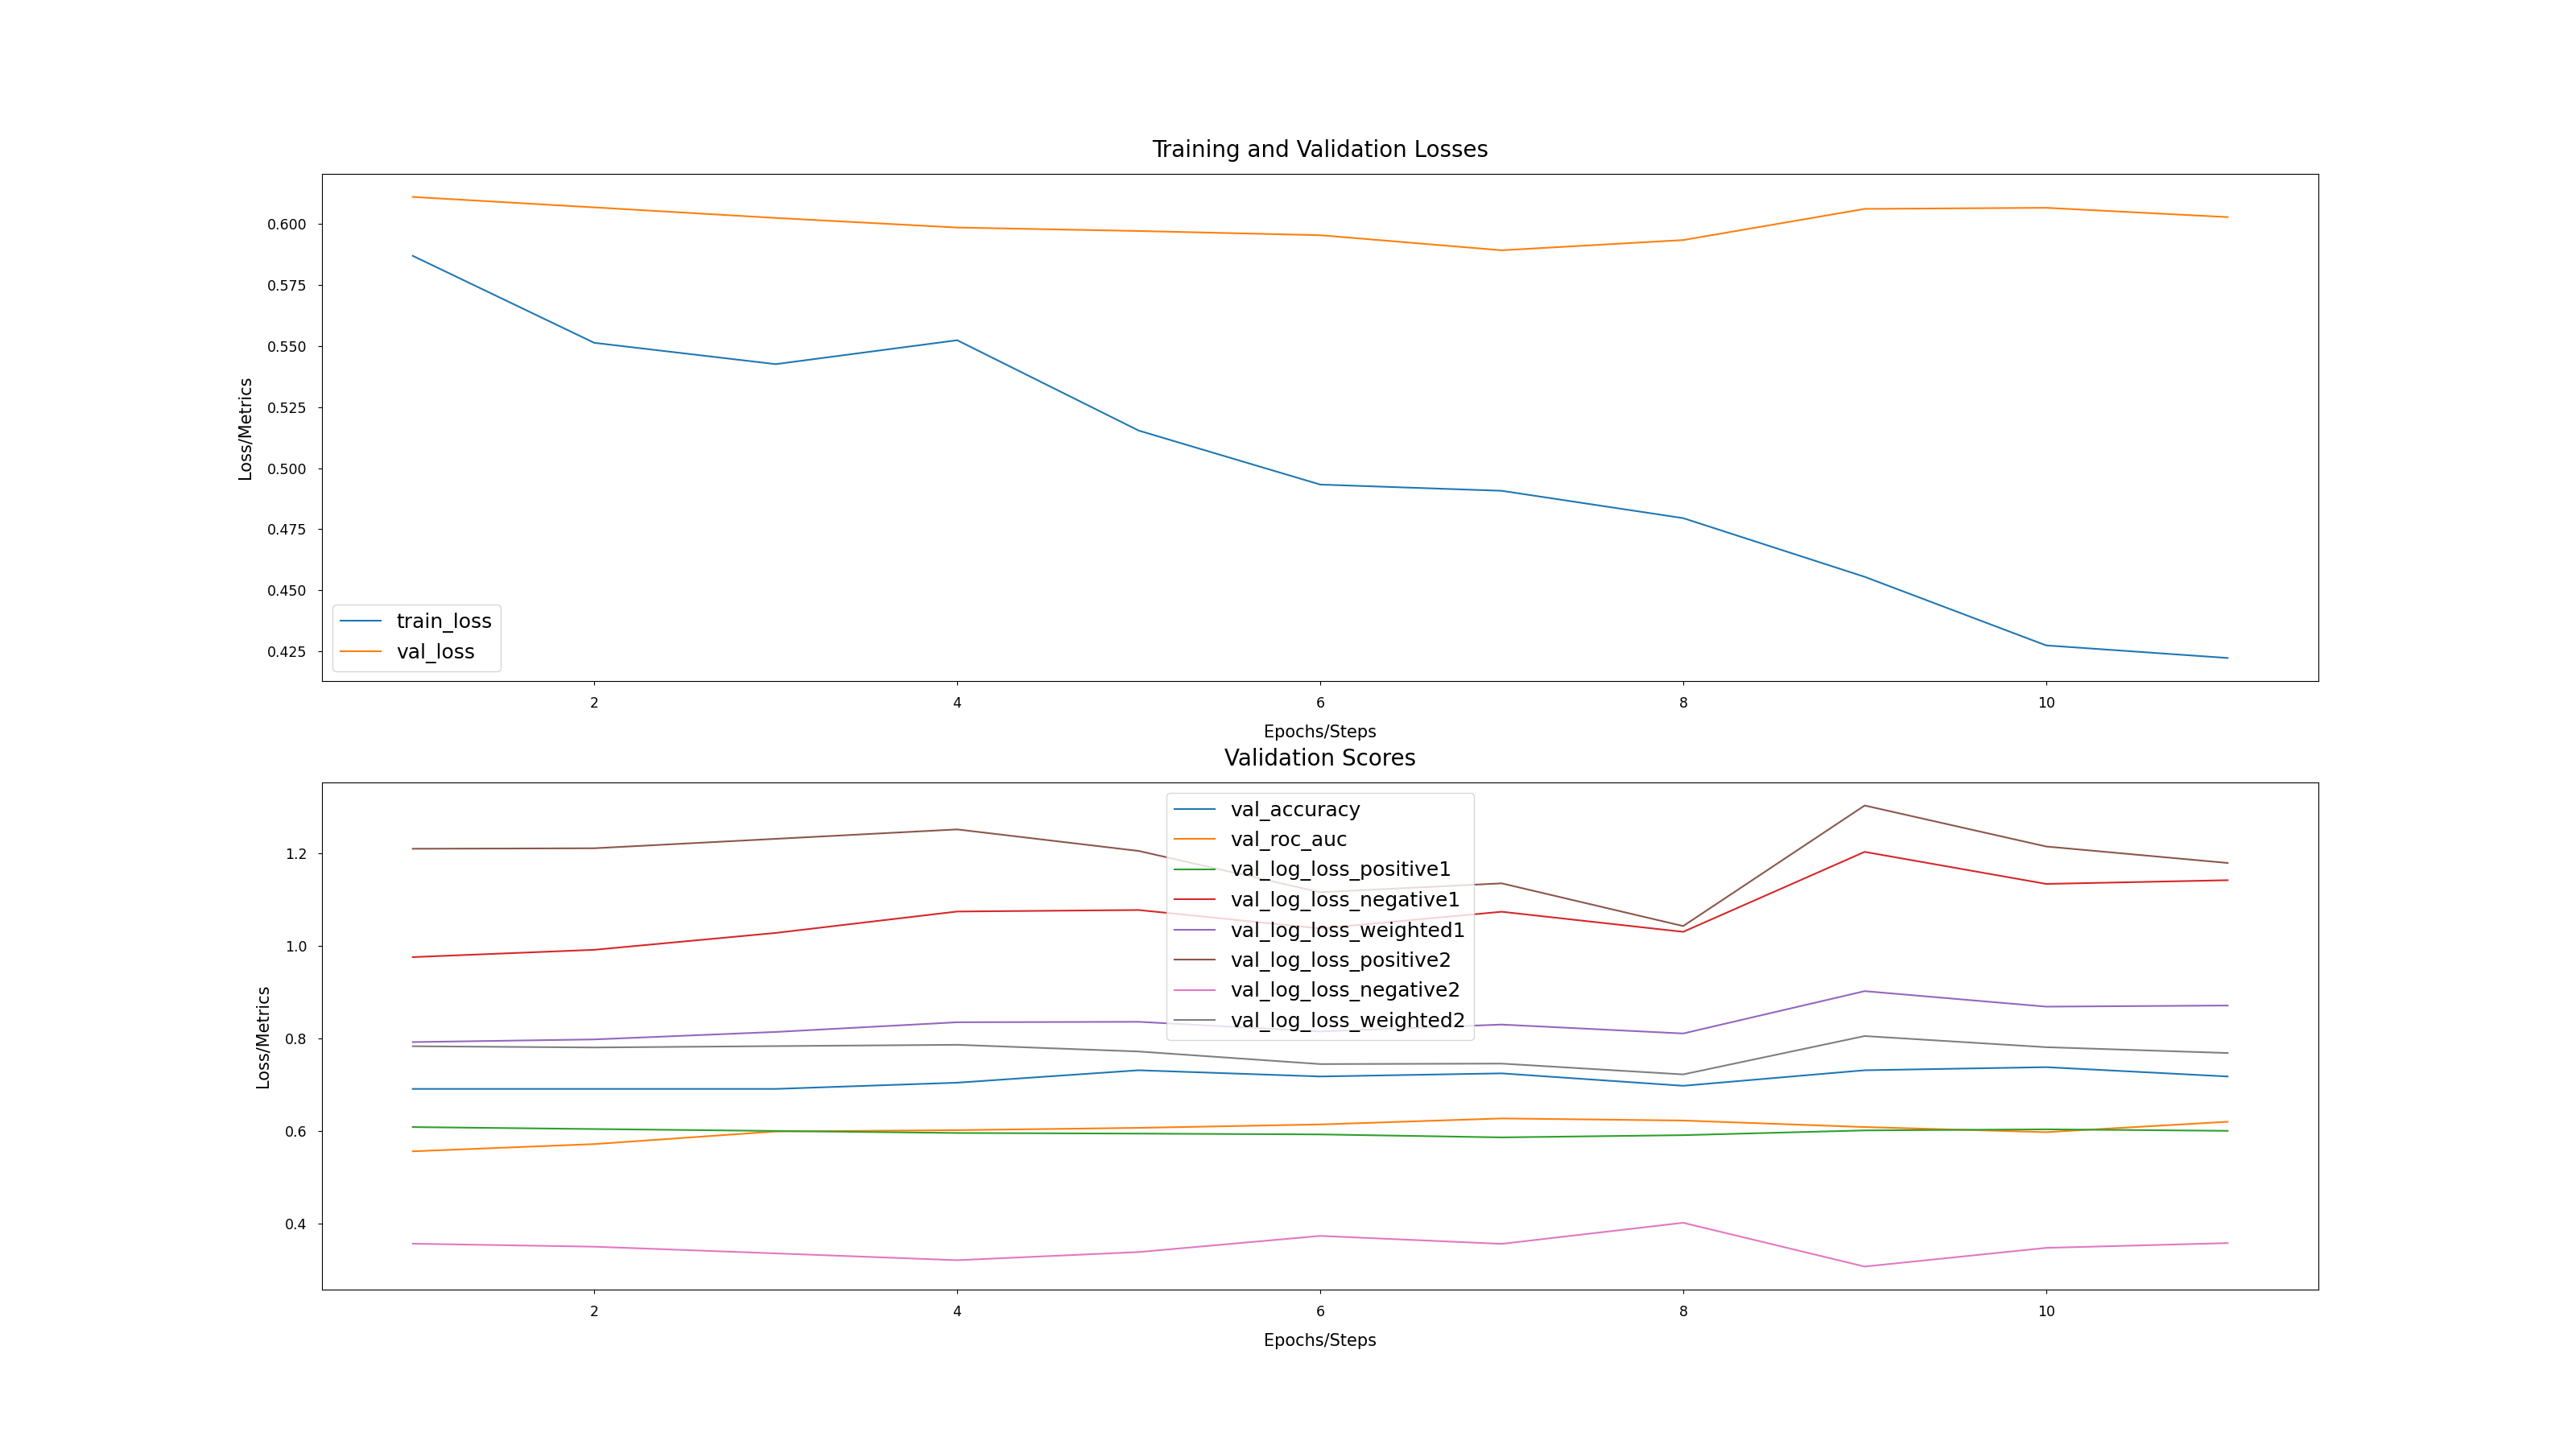 Training and Validation Losses
0.600
0.575
0.550
0.525
0.500
0.475
0.450
0.425
Loss/Metrics
train_loss
val_loss
2 4 6 8 10
Epochs/Steps
Validation Scores
1.2
1.0
0.8
0.6
0.4
Loss/Metrics
val_accuracy
val_roc_auc
val_log_loss_positive1
val_log_loss_negative1
val_log_loss_weighted1
val_log_loss_positive2
val_log_loss_negative2
val_log_loss_weighted2
2 4 6 8 10
Epochs/Steps